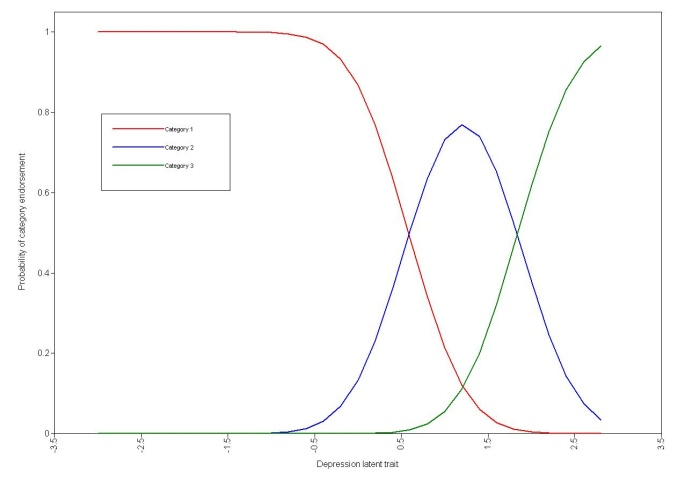 Probability of category endorsement
1
0.8
0.6
0.4
0.2
0
Category 1
Category 2
Category 3
-3.5
-2.5
-1.5
-0.5
0.5
1.5
2.5
3.5
Depression latent trait